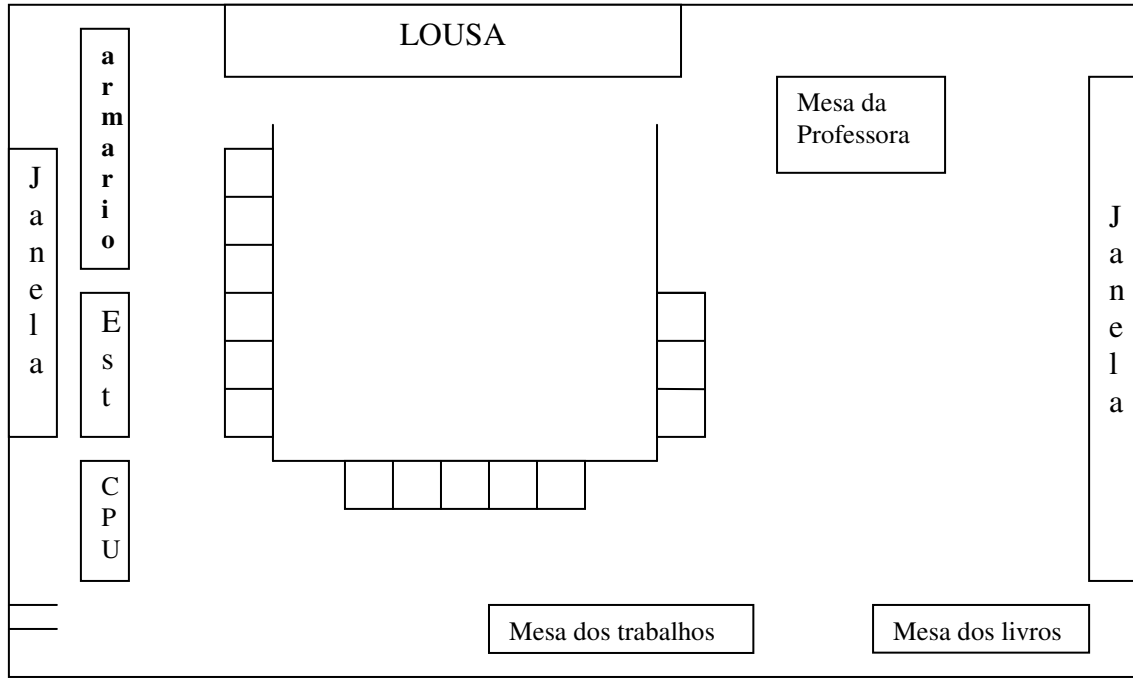 LOUSA
armario
Mesa da
Professora
Janela
Janela
Est
CPU
Mesa dos trabalhos
Mesa dos livros